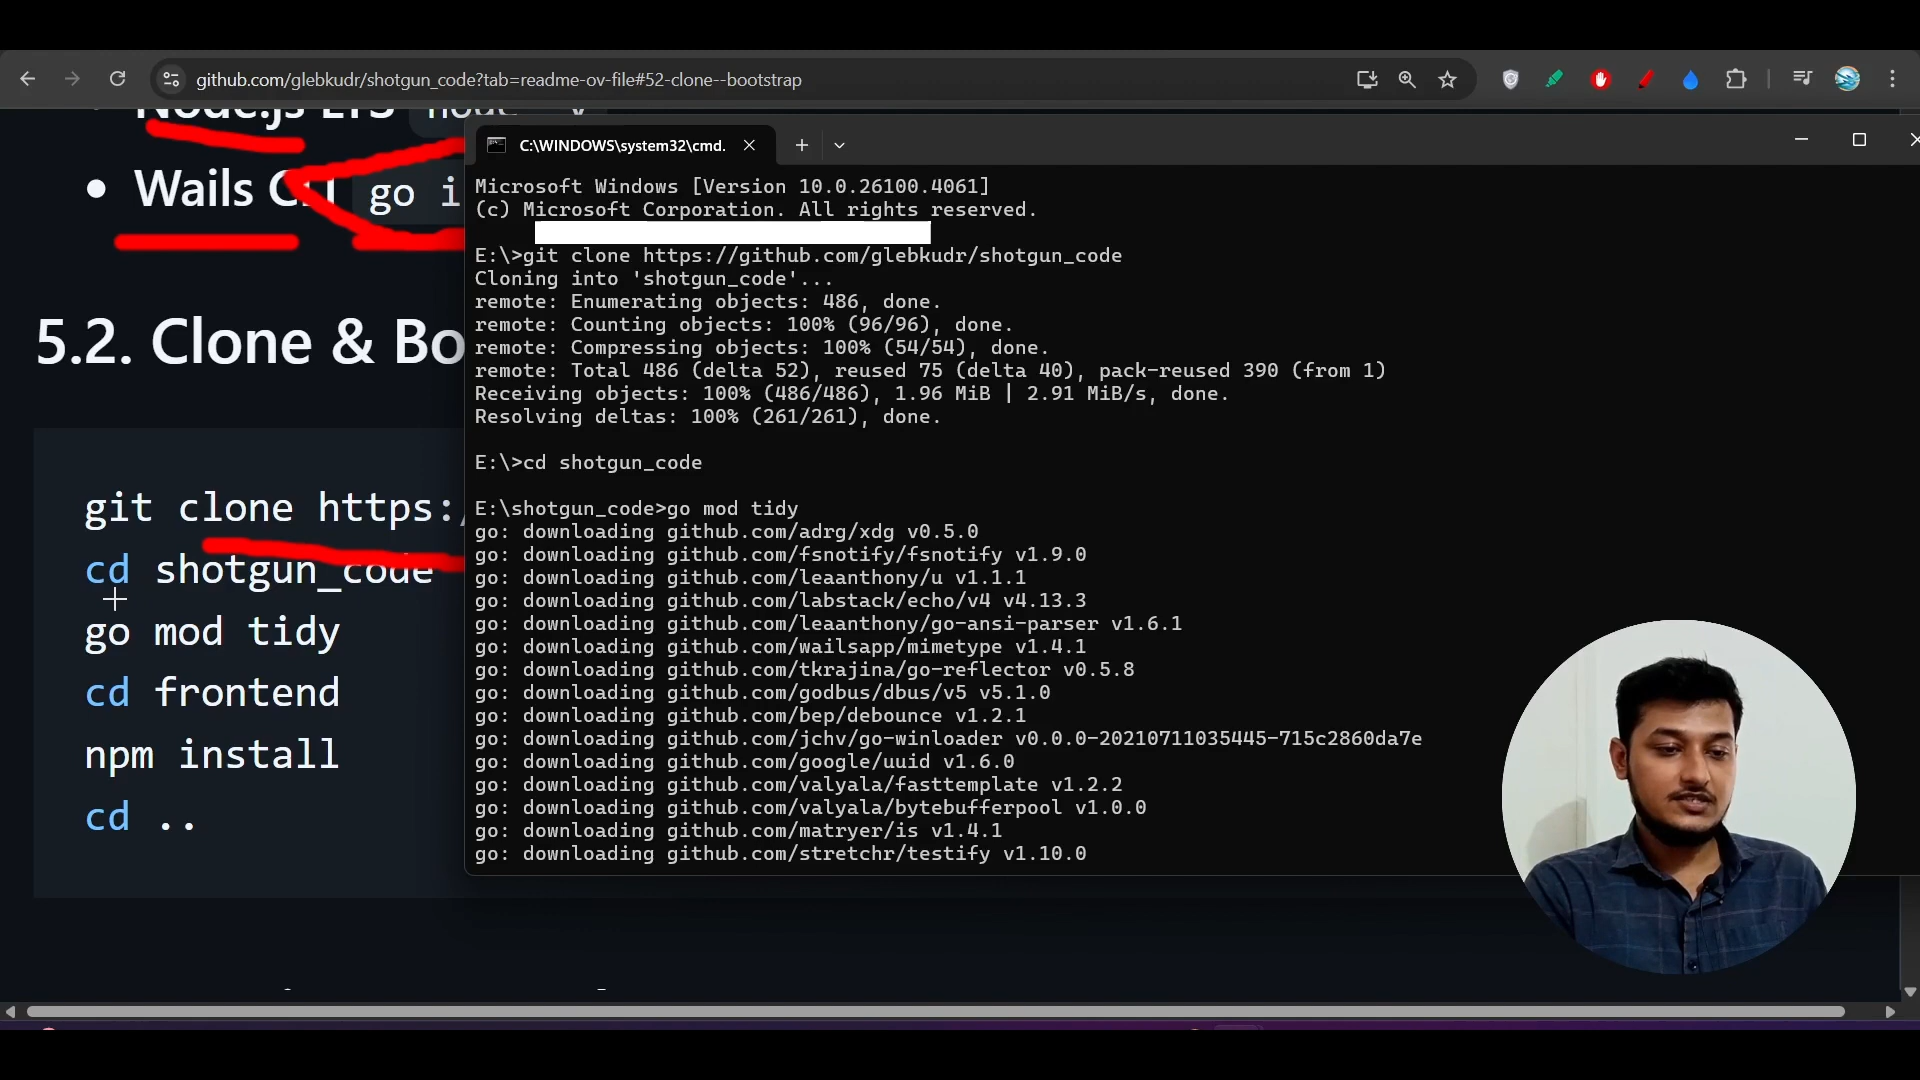 github.com/glebkudr/shotgun_code?tab=readme-ov-file#52-clone--bootstrap
Node.js LTS node -v
Wails CLI go i
5.2. Clone & Bo
git clone https:/
cd shotgun_code
go mod tidy
cd frontend
npm install
cd ..
C:\WINDOWS\system32\cmd.
Microsoft Windows [Version 10.0.26100.4061]
(c) Microsoft Corporation. All rights reserved.
E:\>git clone https://github.com/glebkudr/shotgun_code
Cloning into 'shotgun_code'...
remote: Enumerating objects: 486, done.
remote: Counting objects: 100% (96/96), done.
remote: Compressing objects: 100% (54/54), done.
remote: Total 486 (delta 52), reused 75 (delta 40), pack-reused 390 (from 1)
Receiving objects: 100% (486/486), 1.96 MiB | 2.91 MiB/s, done.
Resolving deltas: 100% (261/261), done.
E:\>cd shotgun_code
E:\shotgun_code>go mod tidy
go: downloading github.com/adrg/xdg v0.5.0
go: downloading github.com/fsnotify/fsnotify v1.9.0
go: downloading github.com/leaanthony/u v1.1.1
go: downloading github.com/labstack/echo/v4 v4.13.3
go: downloading github.com/leaanthony/go-ansi-parser v1.6.1
go: downloading github.com/wailsapp/mimetype v1.4.1
go: downloading github.com/tkrajina/go-reflector v0.5.8
go: downloading github.com/godbus/dbus/v5 v5.1.0
go: downloading github.com/bep/debounce v1.2.1
go: downloading github.com/jchv/go-winloader v0.0.0-20210711035445-715c2860da7e
go: downloading github.com/google/uuid v1.6.0
go: downloading github.com/valyala/fasttemplate v1.2.2
go: downloading github.com/valyala/bytebufferpool v1.0.0
go: downloading github.com/matryer/is v1.4.1
go: downloading github.com/stretchr/testify v1.10.0